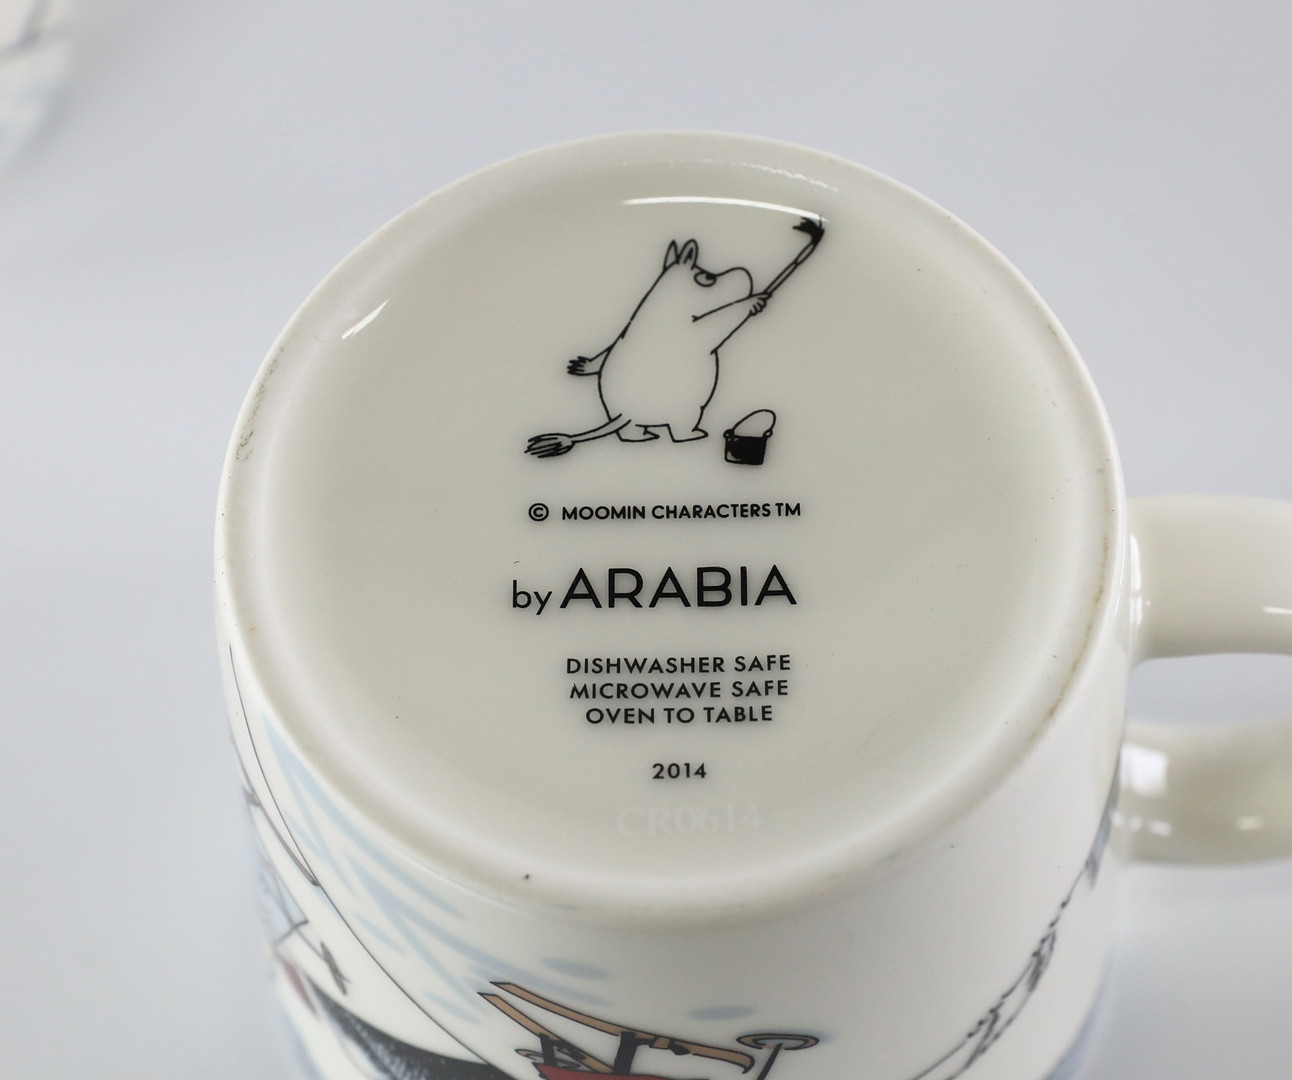 © MOOMIN CHARACTERS TM
by ARABIA
DISHWASHER SAFE
MICROWAVE SAFE
OVEN TO TABLE
2014
CR0614